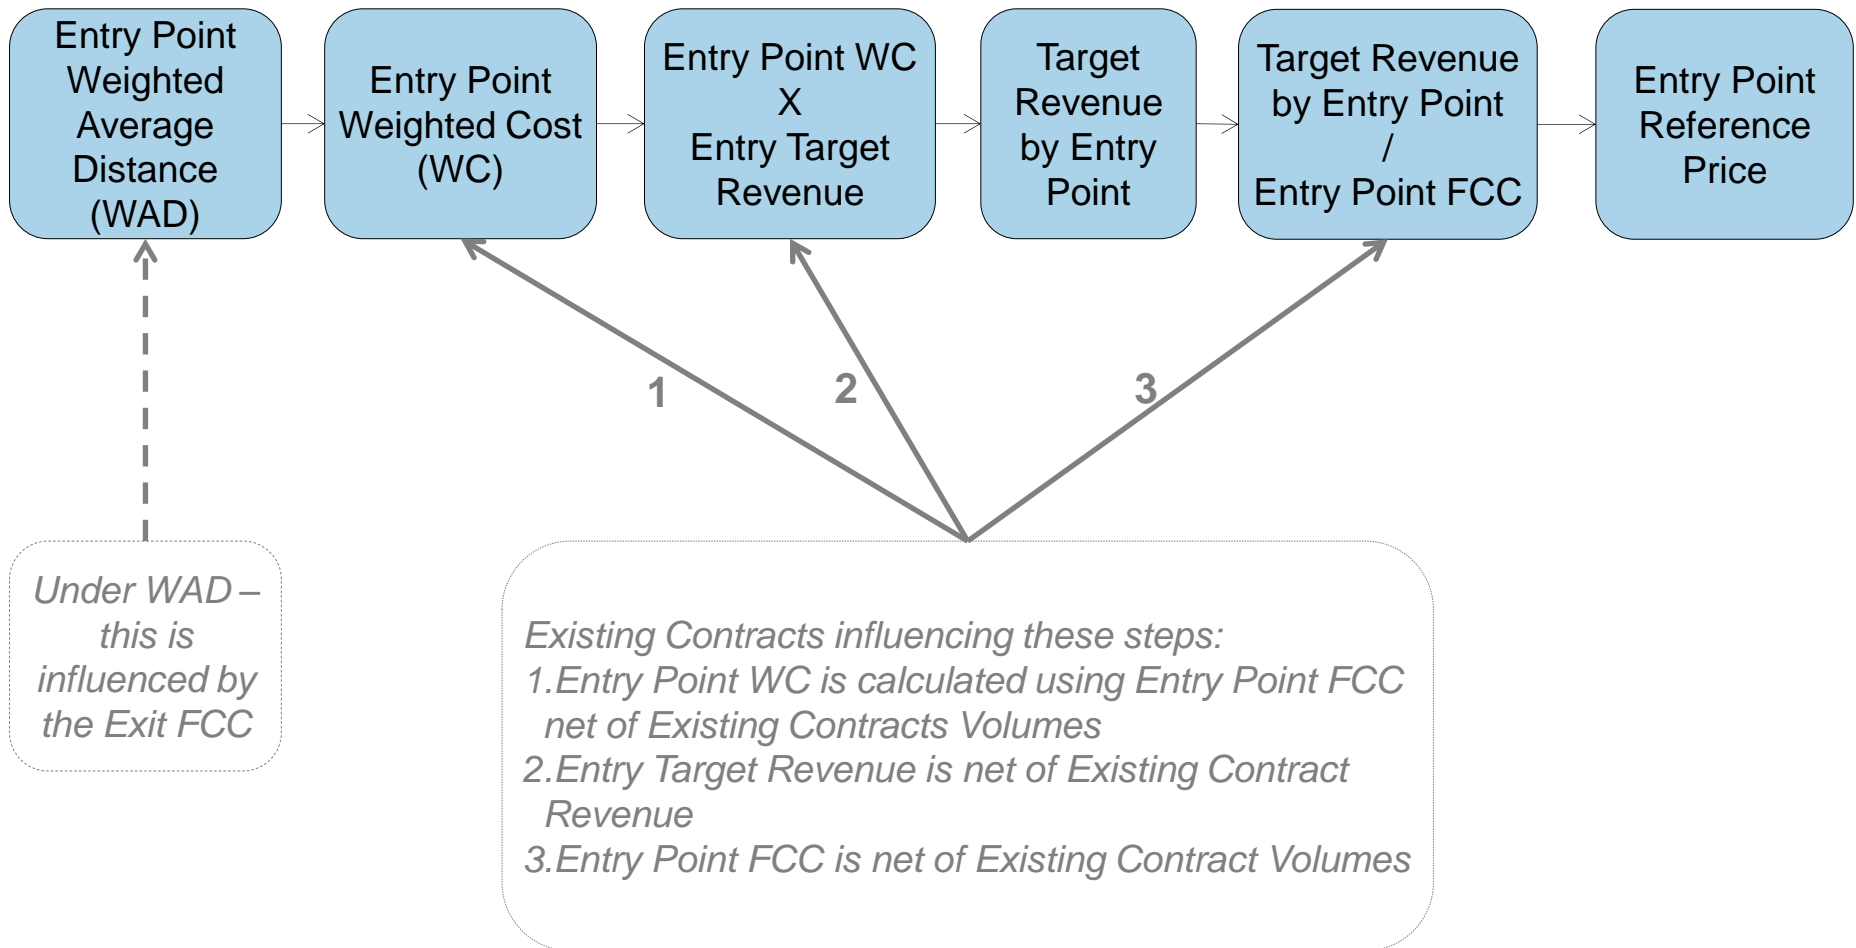 Entry Point
Weighted
Average
Distance
(WAD)
Entry Point
Weighted Cost
(WC)
Entry Point WC
X
Entry Target
Revenue
Target
Revenue
by Entry
Point
Target Revenue
by Entry Point
/
Entry Point FCC
Entry Point
Reference
Price
1
2
3
Under WAD –
this is
influenced by
the Exit FCC
Existing Contracts influencing these steps:
1.Entry Point WC is calculated using Entry Point FCC
net of Existing Contracts Volumes
2.Entry Target Revenue is net of Existing Contract
Revenue
3.Entry Point FCC is net of Existing Contract Volumes